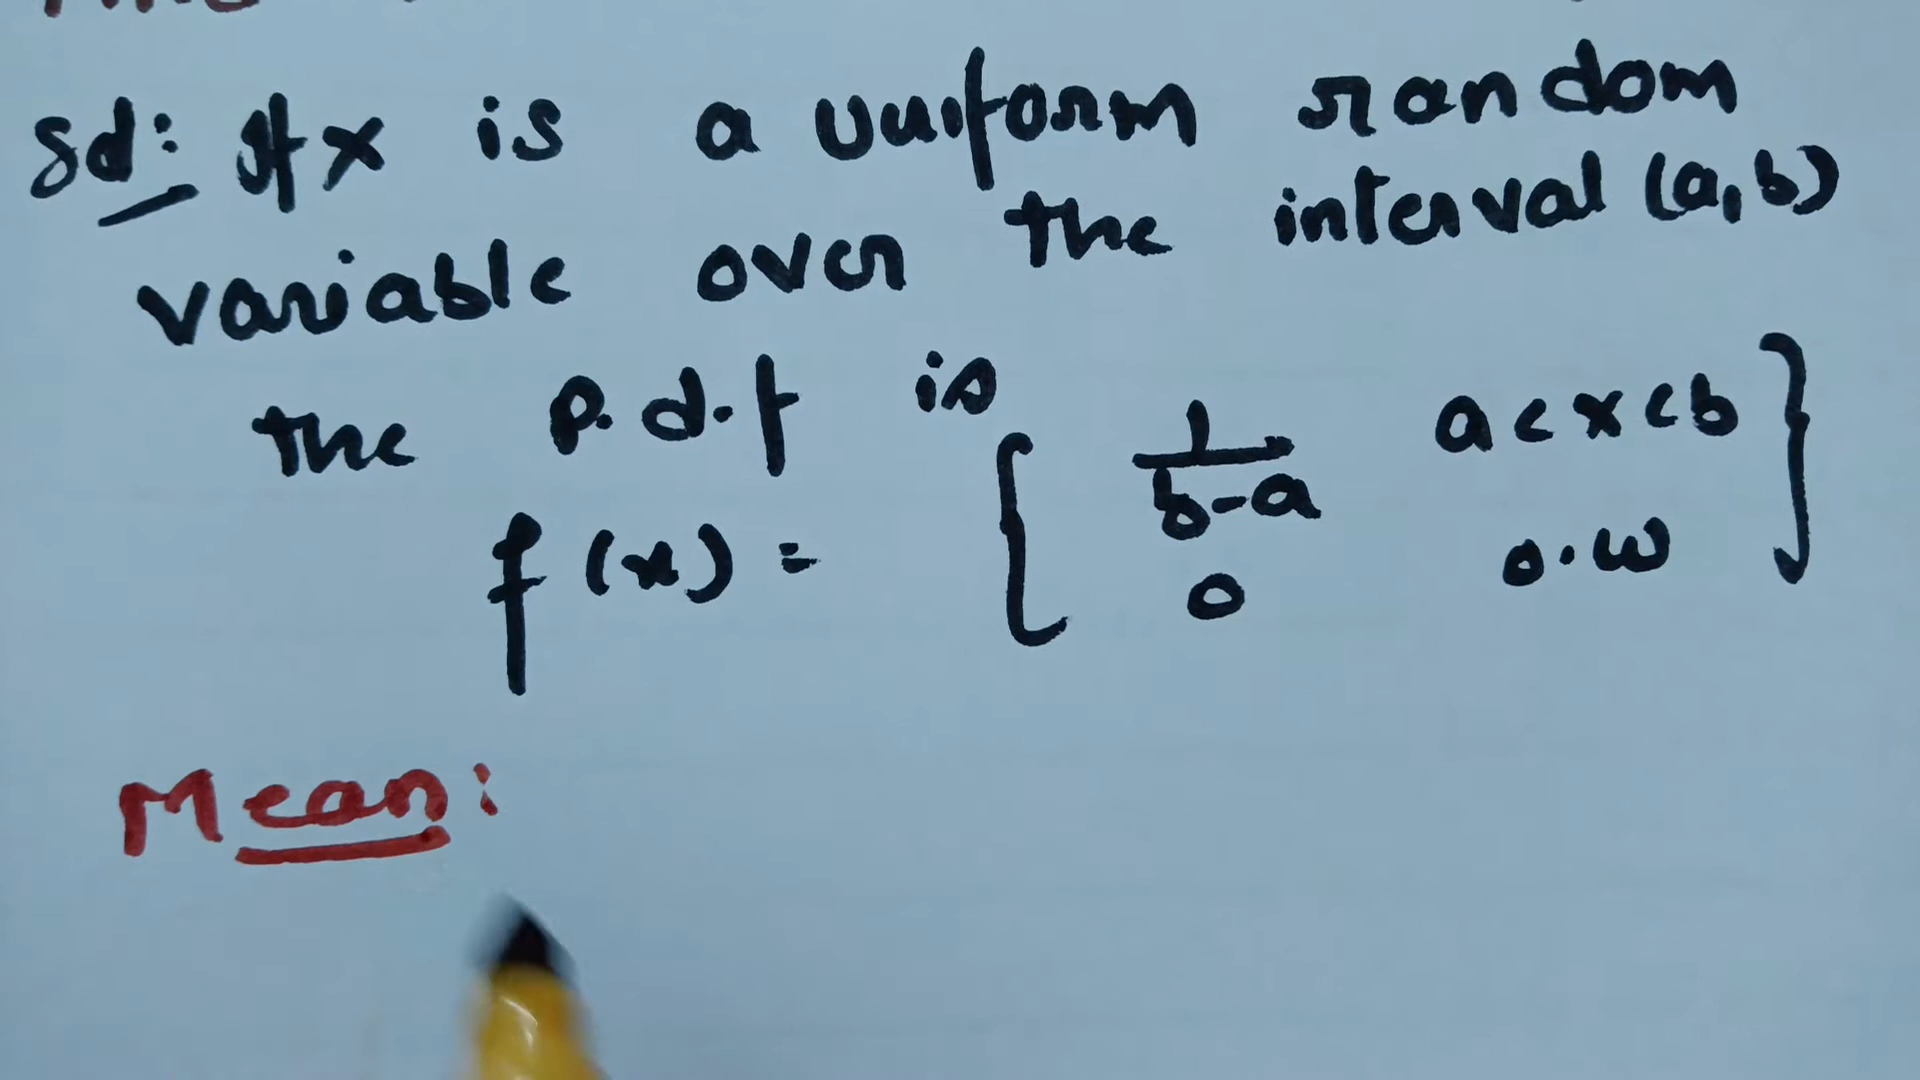 Sol: If X is a uniform random
variable over the interval (a,b)
the p.d.f is
f(x) = { 1/(b-a) a<x<b }
0 o.w
Mean: